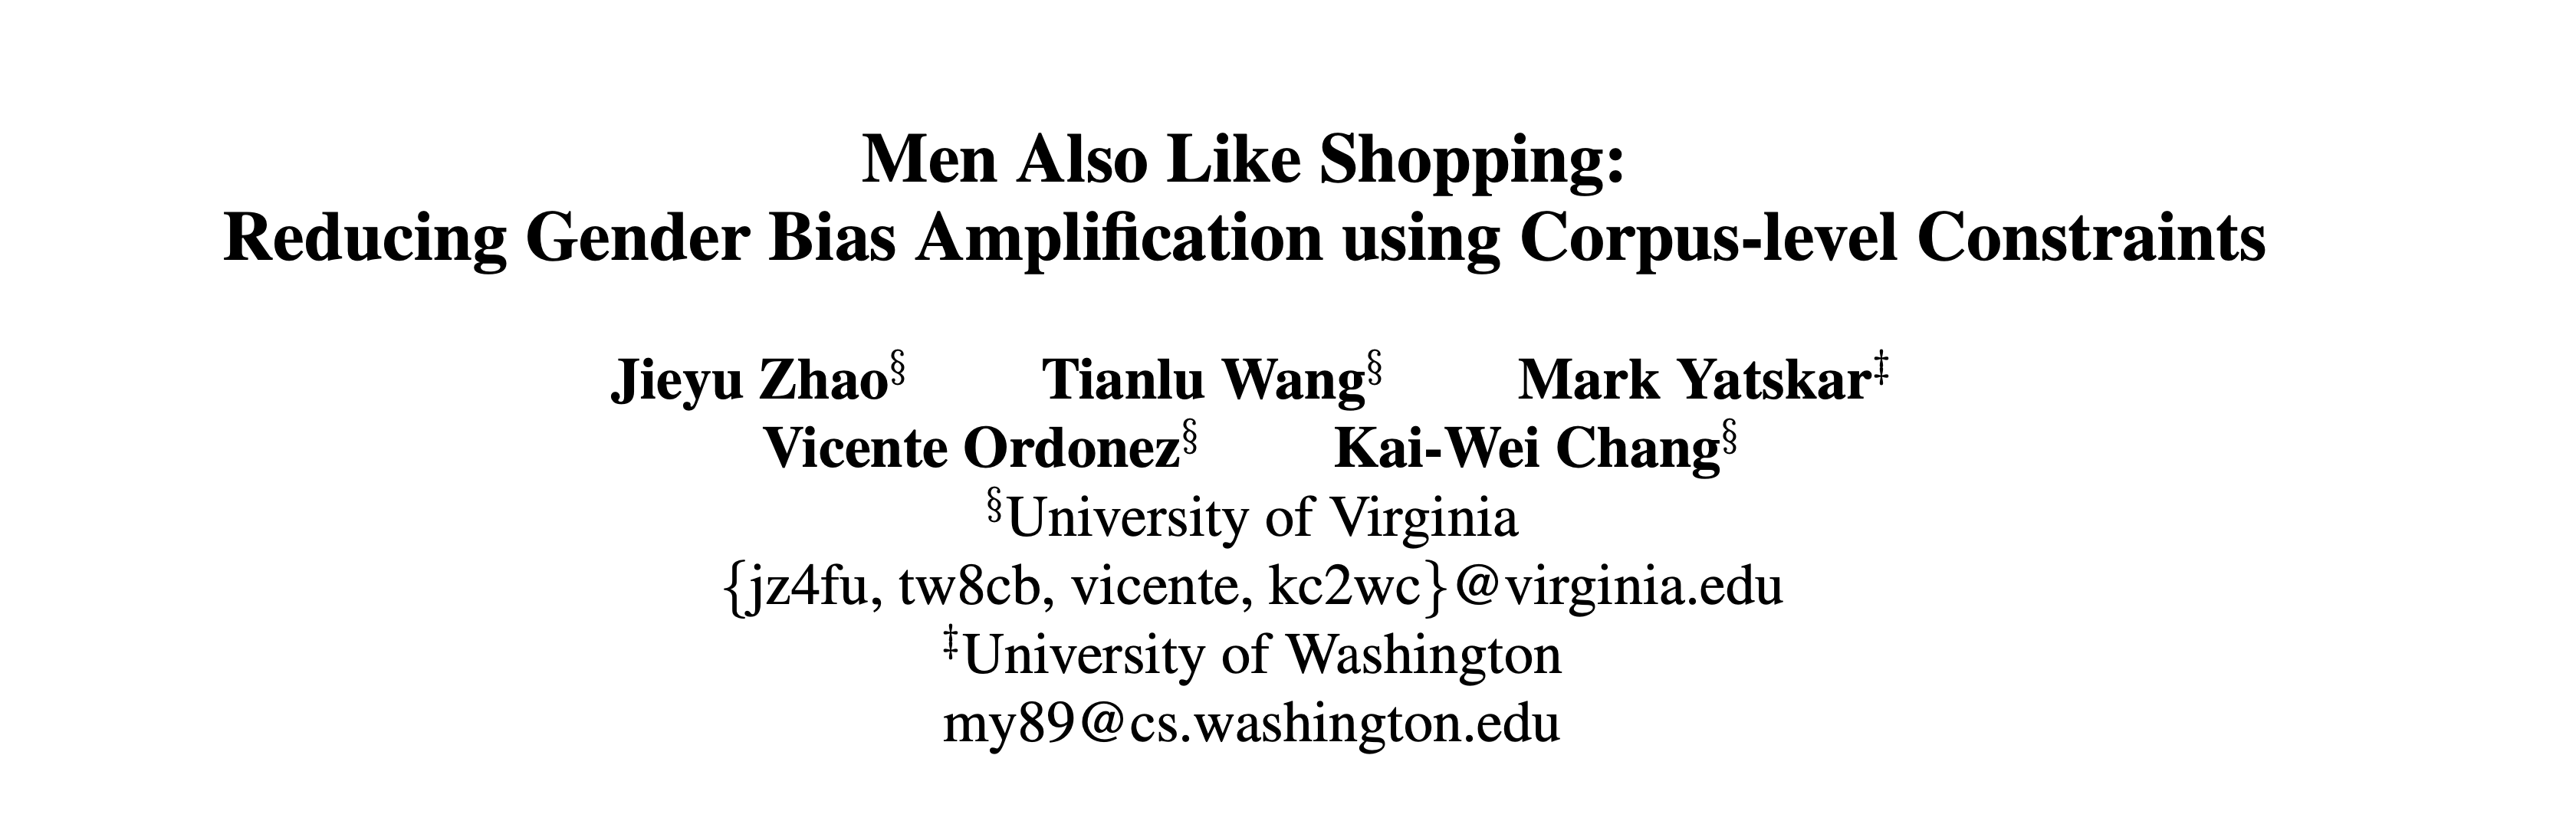 Men Also Like Shopping:
Reducing Gender Bias Amplification using Corpus-level Constraints
Jieyu Zhao§ Tianlu Wang§ Mark Yatskar‡
Vicente Ordonez§ Kai-Wei Chang§
§University of Virginia
{jz4fu, tw8cb, vicente, kc2wc}@virginia.edu
‡University of Washington
my89@cs.washington.edu